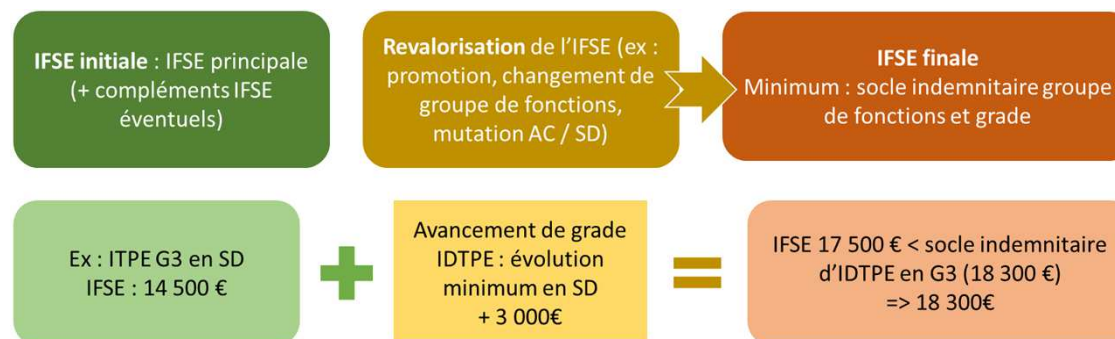 IFSE initiale : IFSE principale
(+ compléments IFSE
éventuels)
Revalorisation de l'IFSE (ex :
promotion, changement de
groupe de fonctions,
mutation AC / SD)
IFSE finale
Minimum : socle indemnitaire groupe
de fonctions et grade
Ex : ITPE G3 en SD
IFSE : 14 500 €
+
Avancement de grade
IDTPE : évolution
minimum en SD
+ 3 000€
=
IFSE 17 500 € < socle indemnitaire
d'IDTPE en G3 (18 300 €)
=> 18 300€